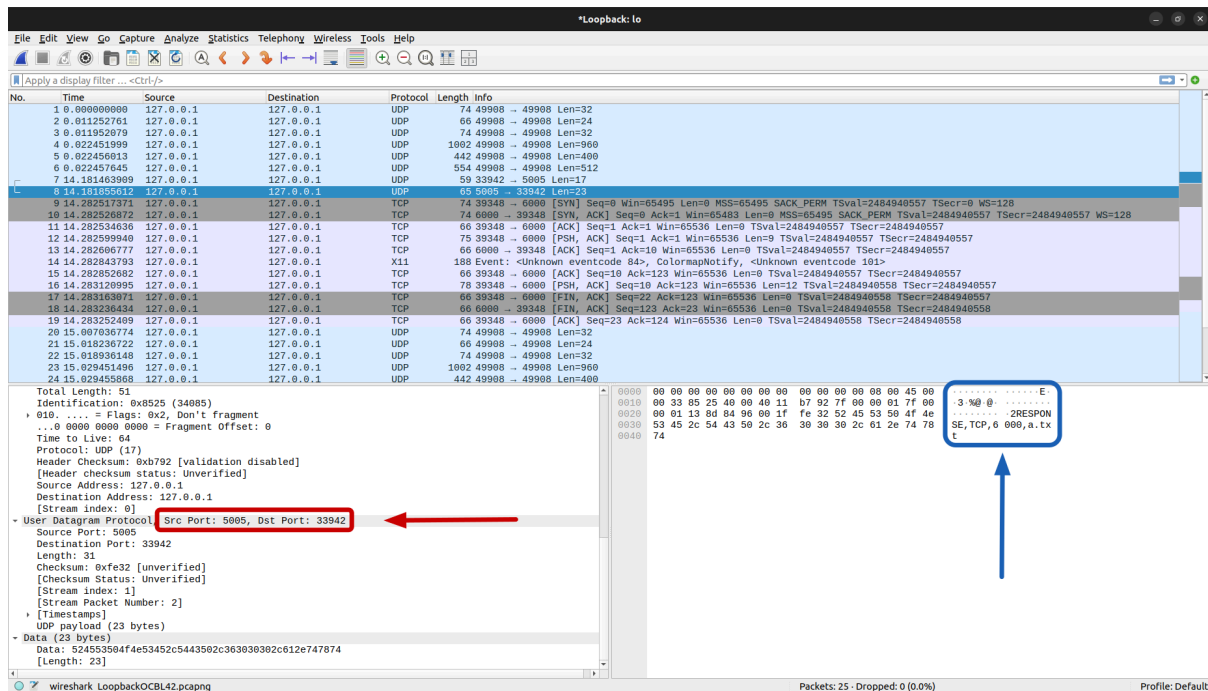 *Loopback: lo
File Edit View Go Capture Analyze Statistics Telephony Wireless Tools Help
Apply a display filter … <Ctrl-/>
No. Time Source Destination Protocol Length Info
1 0.000000000 127.0.0.1 127.0.0.1 UDP 74 49908 → 49908 Len=32
2 0.011252761 127.0.0.1 127.0.0.1 UDP 66 49908 → 49908 Len=24
3 0.011952079 127.0.0.1 127.0.0.1 UDP 74 49908 → 49908 Len=32
4 0.022451999 127.0.0.1 127.0.0.1 UDP 1002 49908 → 49908 Len=960
5 0.022456013 127.0.0.1 127.0.0.1 UDP 442 49908 → 49908 Len=400
6 0.022457645 127.0.0.1 127.0.0.1 UDP 554 49908 → 49908 Len=512
7 14.181463909 127.0.0.1 127.0.0.1 UDP 59 33942 → 5005 Len=17
8 14.181855612 127.0.0.1 127.0.0.1 UDP 65 5005 → 33942 Len=23
9 14.282517371 127.0.0.1 127.0.0.1 TCP 74 39348 → 6000 [SYN] Seq=0 Win=65495 Len=0 MSS=65495 SACK_PERM TSval=2484940557 TSecr=0 WS=128
10 14.282526872 127.0.0.1 127.0.0.1 TCP 74 6000 → 39348 [SYN, ACK] Seq=0 Ack=1 Win=65483 Len=0 MSS=65495 SACK_PERM TSval=2484940557 TSecr=2484940557 WS=128
11 14.282534636 127.0.0.1 127.0.0.1 TCP 66 39348 → 6000 [ACK] Seq=1 Ack=1 Win=65536 Len=0 TSval=2484940557 TSecr=2484940557
12 14.282599940 127.0.0.1 127.0.0.1 TCP 75 39348 → 6000 [PSH, ACK] Seq=1 Ack=1 Win=65536 Len=9 TSval=2484940557 TSecr=2484940557
13 14.282606777 127.0.0.1 127.0.0.1 TCP 66 6000 → 39348 [ACK] Seq=1 Ack=10 Win=65536 Len=0 TSval=2484940557 TSecr=2484940557
14 14.282843793 127.0.0.1 127.0.0.1 X11 188 Event: <Unknown eventcode 84>, ColormapNotify, <Unknown eventcode 101>
15 14.282852682 127.0.0.1 127.0.0.1 TCP 66 39348 → 6000 [ACK] Seq=10 Ack=123 Win=65536 Len=0 TSval=2484940557 TSecr=2484940557
16 14.283120995 127.0.0.1 127.0.0.1 TCP 78 39348 → 6000 [PSH, ACK] Seq=10 Ack=123 Win=65536 Len=12 TSval=2484940558 TSecr=2484940557
17 14.283163071 127.0.0.1 127.0.0.1 TCP 66 39348 → 6000 [FIN, ACK] Seq=22 Ack=123 Win=65536 Len=0 TSval=2484940558 TSecr=2484940557
18 14.283236434 127.0.0.1 127.0.0.1 TCP 66 6000 → 39348 [FIN, ACK] Seq=123 Ack=23 Win=65536 Len=0 TSval=2484940558 TSecr=2484940558
19 14.283252409 127.0.0.1 127.0.0.1 TCP 66 39348 → 6000 [ACK] Seq=23 Ack=124 Win=65536 Len=0 TSval=2484940558 TSecr=2484940558
20 15.007036774 127.0.0.1 127.0.0.1 UDP 74 49908 → 49908 Len=32
21 15.018236722 127.0.0.1 127.0.0.1 UDP 66 49908 → 49908 Len=24
22 15.018936148 127.0.0.1 127.0.0.1 UDP 74 49908 → 49908 Len=32
23 15.029451496 127.0.0.1 127.0.0.1 UDP 1002 49908 → 49908 Len=960
24 15.029455868 127.0.0.1 127.0.0.1 UDP 442 49908 → 49908 Len=400
Total Length: 51
Identification: 0x8525 (34085)
010. .... = Flags: 0x2, Don't fragment
...0 0000 0000 0000 = Fragment Offset: 0
Time to Live: 64
Protocol: UDP (17)
Header Checksum: 0xb792 [validation disabled]
[Header checksum status: Unverified]
Source Address: 127.0.0.1
Destination Address: 127.0.0.1
[Stream index: 0]
User Datagram Protocol, Src Port: 5005, Dst Port: 33942
Source Port: 5005
Destination Port: 33942
Length: 31
Checksum: 0xfe32 [unverified]
[Checksum Status: Unverified]
[Stream index: 1]
[Stream Packet Number: 2]
[Timestamps]
UDP payload (23 bytes)
Data (23 bytes)
Data: 524553504f4e53452c5443502c363030302c612e747874
[Length: 23]
0000 00 00 00 00 00 00 00 00 00 00 00 00 08 00 45 00 ········ ······E·
0010 00 33 85 25 40 00 40 11 b7 92 7f 00 00 01 7f 00 ·3·%@·@· ········
0020 00 01 13 8d 84 96 00 1f fe 32 52 45 53 50 4f 4e ········ ·2RESPON
0030 53 45 2c 54 43 50 2c 36 30 30 30 2c 61 2e 74 78 SE,TCP,6 000,a.tx
0040 74 t
wireshark_LoopbackOCBL42.pcapng Packets: 25 · Dropped: 0 (0.0%) Profile: Default